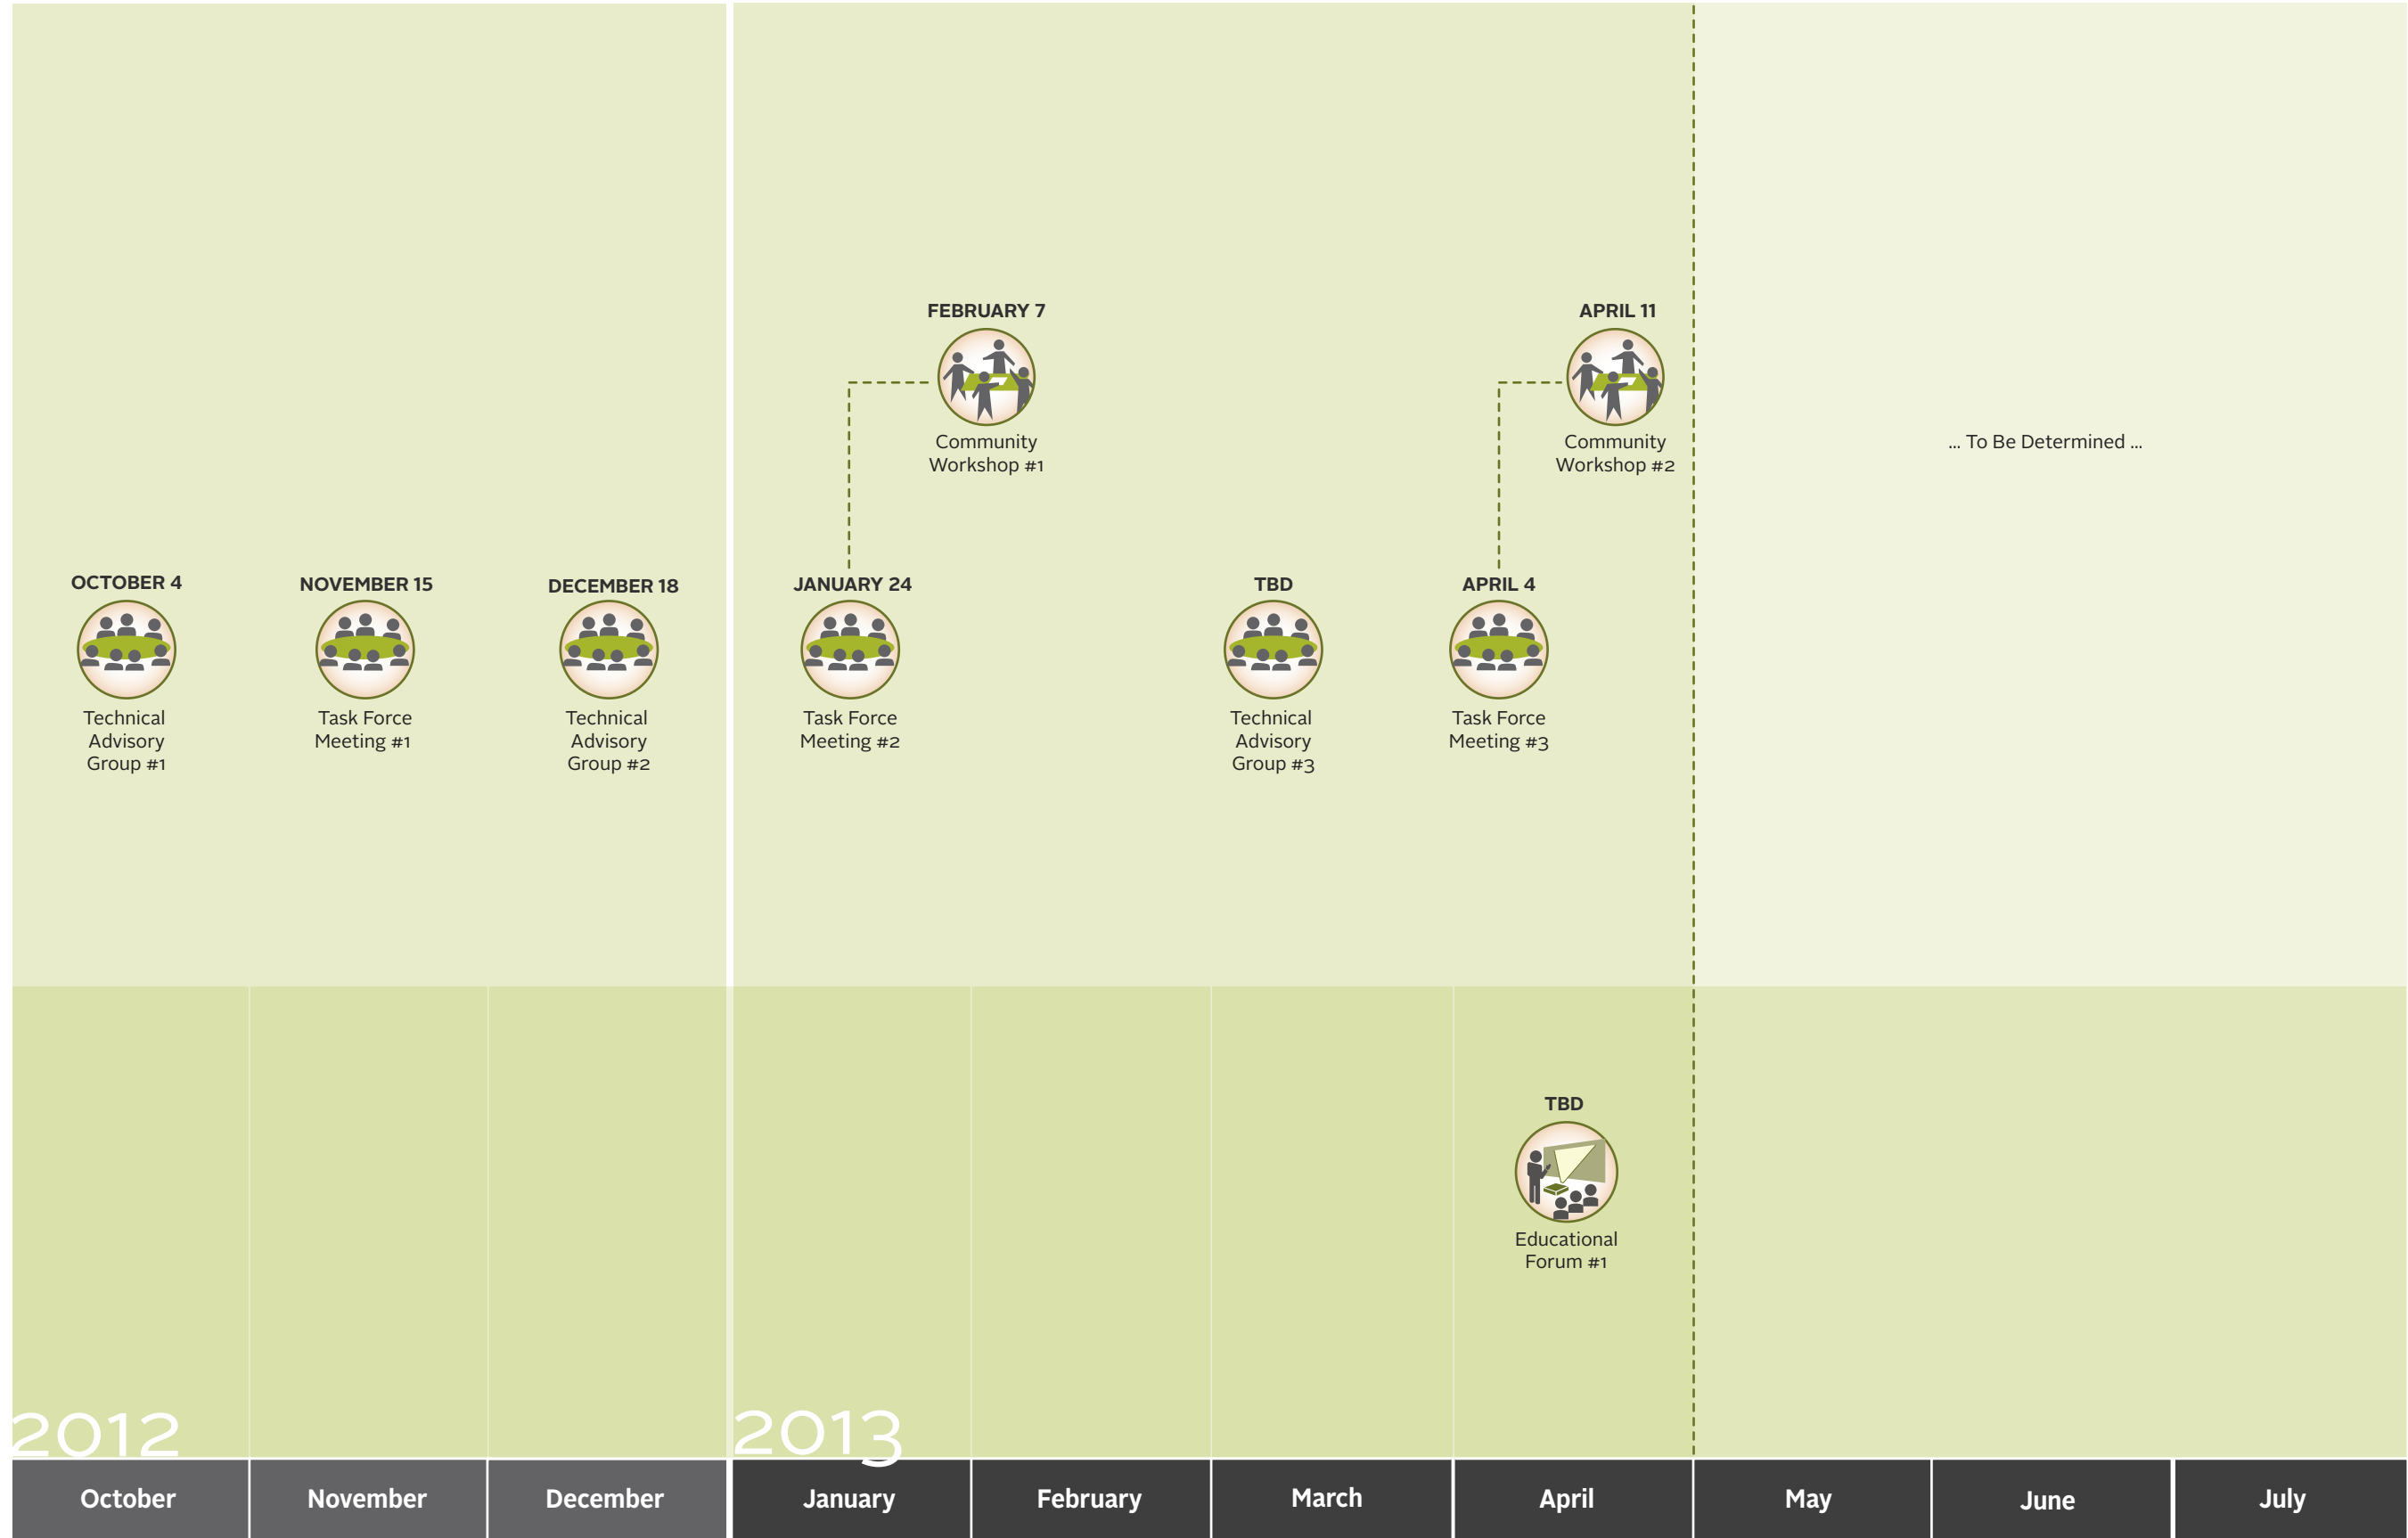 FEBRUARY 7
Community
Workshop #1
APRIL 11
Community
Workshop #2
... To Be Determined ...
OCTOBER 4
Technical
Advisory
Group #1
NOVEMBER 15
Task Force
Meeting #1
DECEMBER 18
Technical
Advisory
Group #2
JANUARY 24
Task Force
Meeting #2
TBD
Technical
Advisory
Group #3
APRIL 4
Task Force
Meeting #3
TBD
Educational
Forum #1
2012
2013
October
November
December
January
February
March
April
May
June
July